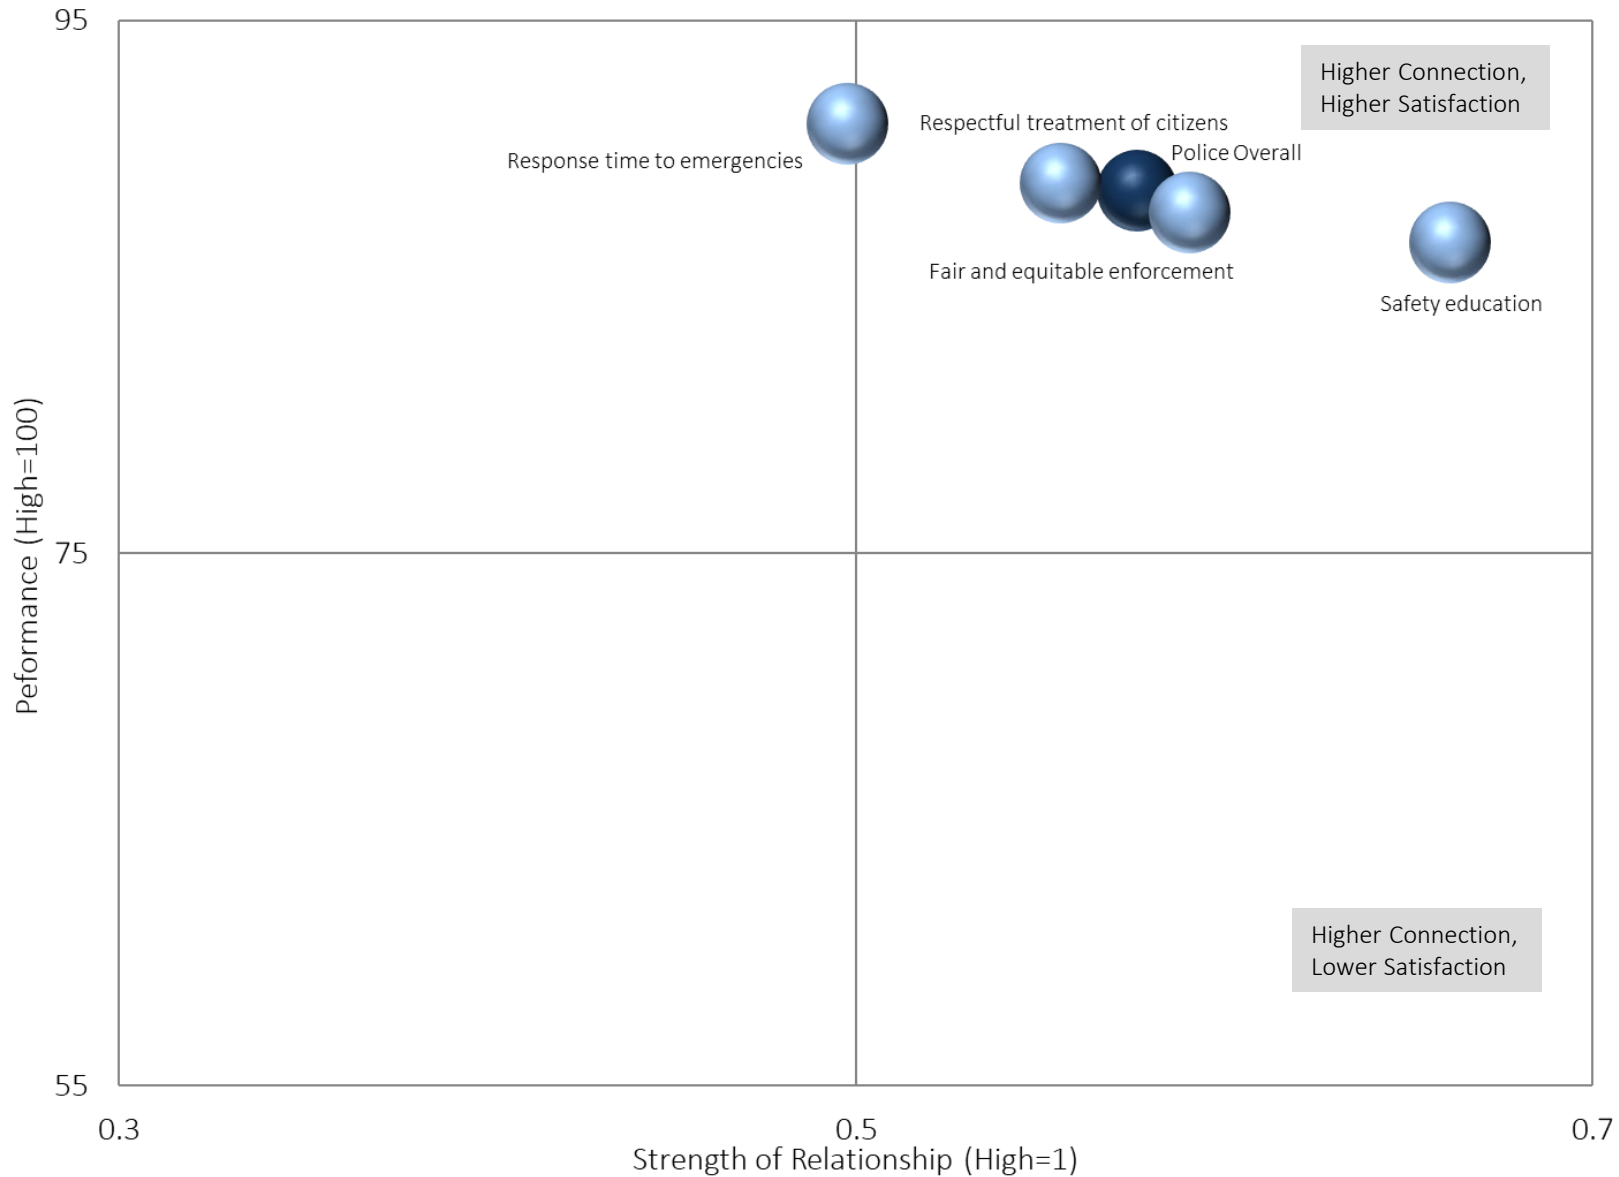 95
Higher Connection,
Higher Satisfaction
Respectful treatment of citizens
Police Overall
Response time to emergencies
Fair and equitable enforcement
Safety education
Peformance (High=100)
75
Higher Connection,
Lower Satisfaction
55
0.3
0.5
0.7
Strength of Relationship (High=1)